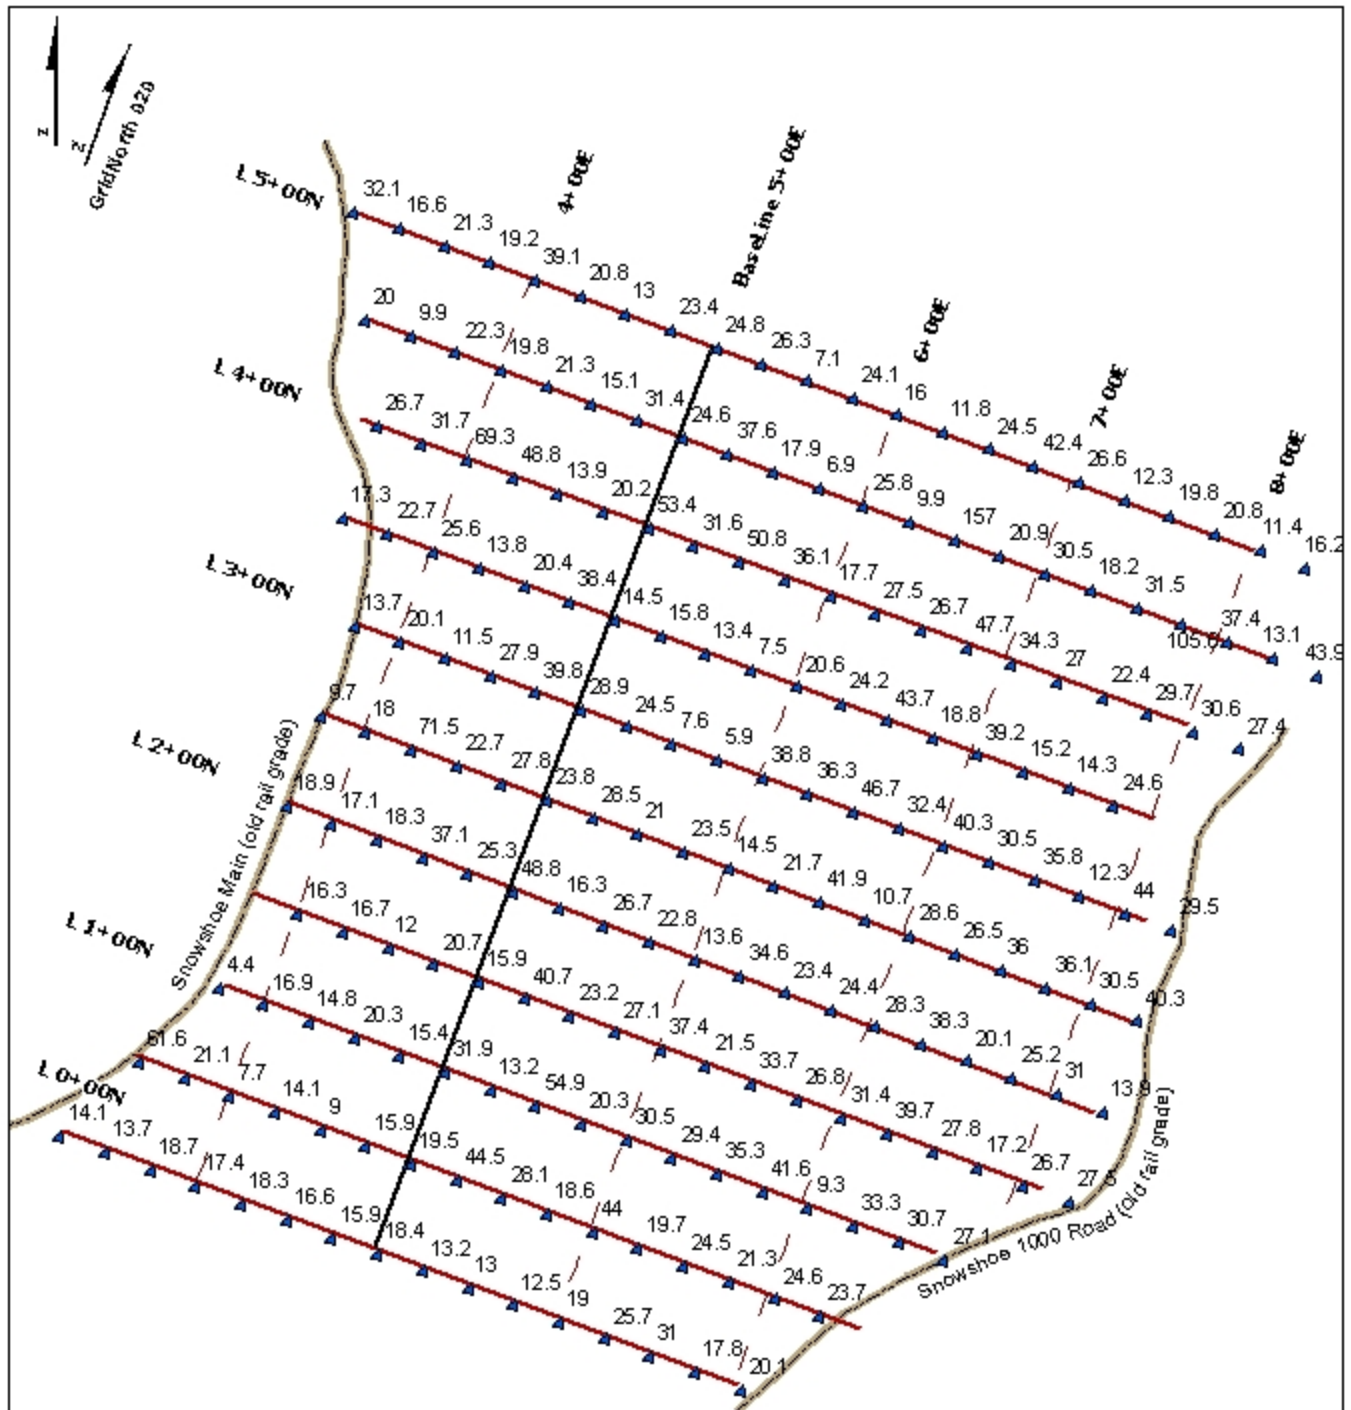 N
N
GridNorth 020
L 5+00N
4+00E
BaseLine 5+00E
6+00E
7+00E
8+00E
32.1 16.6 21.3 19.2 39.1 20.8 13 23.4 24.8 26.3 7.1 24.1 16 11.8 24.5 42.4 26.6 12.3 19.8 20.8 11.4 16.2
20 9.9 22.3 19.8 21.3 15.1 31.4 24.6 37.6 17.9 6.9 25.8 9.9 157 20.9 30.5 18.2 31.5 105.6 37.4 13.1 43.9
L 4+00N
26.7 31.7 69.3 48.8 13.9 20.2 53.4 31.6 50.8 36.1 17.7 27.5 26.7 47.7 34.3 27 22.4 29.7 30.6 27.4
17.3 22.7 25.6 13.8 20.4 38.4 14.5 15.8 13.4 7.5 20.6 24.2 43.7 18.8 39.2 15.2 14.3 24.6
L 3+00N
13.7 20.1 11.5 27.9 39.8 28.9 24.5 7.6 5.9 38.8 36.3 46.7 32.4 40.3 30.5 35.8 12.3 44 29.5
9.7 18 71.5 22.7 27.8 23.8 28.5 21 23.5 14.5 21.7 41.9 10.7 28.6 26.5 36 36.1 30.5 40.3
L 2+00N
18.9 17.1 18.3 37.1 25.3 48.8 16.3 26.7 22.8 13.6 34.6 23.4 24.4 28.3 38.3 20.1 25.2 31 13.9
16.3 16.7 12 20.7 15.9 40.7 23.2 27.1 37.4 21.5 33.7 26.8 31.4 39.7 27.8 17.2 26.7 27.5
L 1+00N
4.4 16.9 14.8 20.3 15.4 31.9 13.2 54.9 20.3 30.5 29.4 35.3 41.6 9.3 33.3 30.7 27.1
61.6 21.1 7.7 14.1 9 15.9 19.5 44.5 28.1 18.6 44 19.7 24.5 21.3 24.6 23.7
L 0+00N
14.1 13.7 18.7 17.4 18.3 16.6 15.9 18.4 13.2 13 12.5 19 25.7 31 17.8 20.1
Snowshoe Main (old rail grade)
Snowshoe 1000 Road (old rail grade)